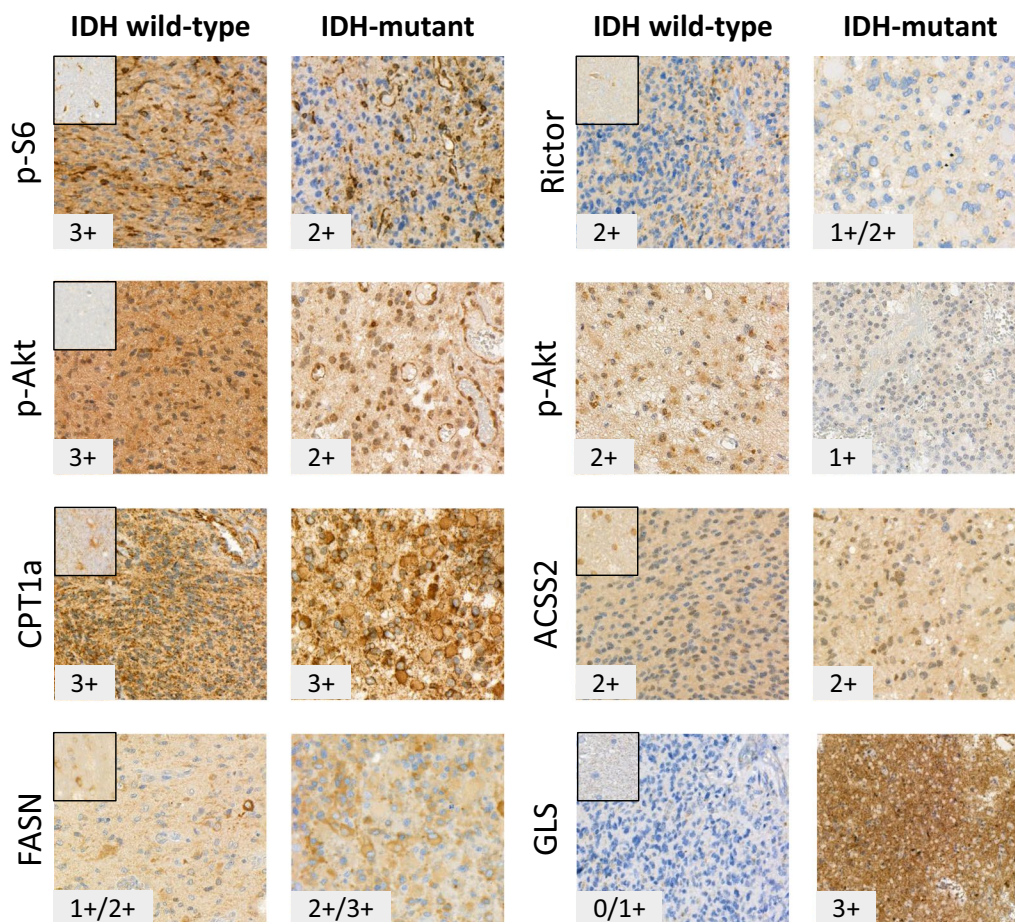 IDH wild-type IDH-mutant IDH wild-type IDH-mutant
p-S6 3+ 2+ Rictor 2+ 1+/2+
p-Akt 3+ 2+ p-Akt 2+ 1+
CPT1a 3+ 3+ ACSS2 2+ 2+
FASN 1+/2+ 2+/3+ GLS 0/1+ 3+